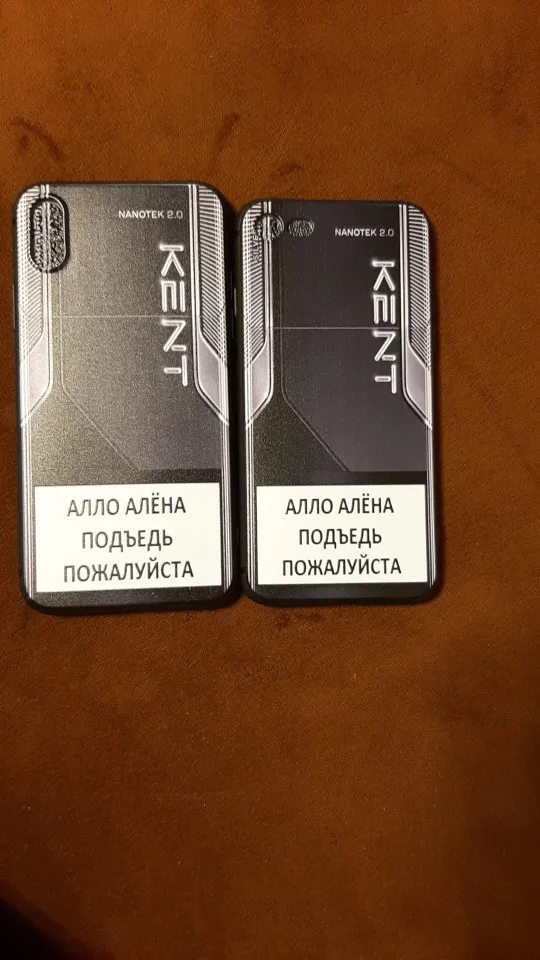 NANOTEK 2.0
KENT
АЛЛО АЛЁНА
ПОДЪЕДЬ
ПОЖАЛУЙСТА
NANOTEK 2.0
KENT
АЛЛО АЛЁНА
ПОДЪЕДЬ
ПОЖАЛУЙСТА